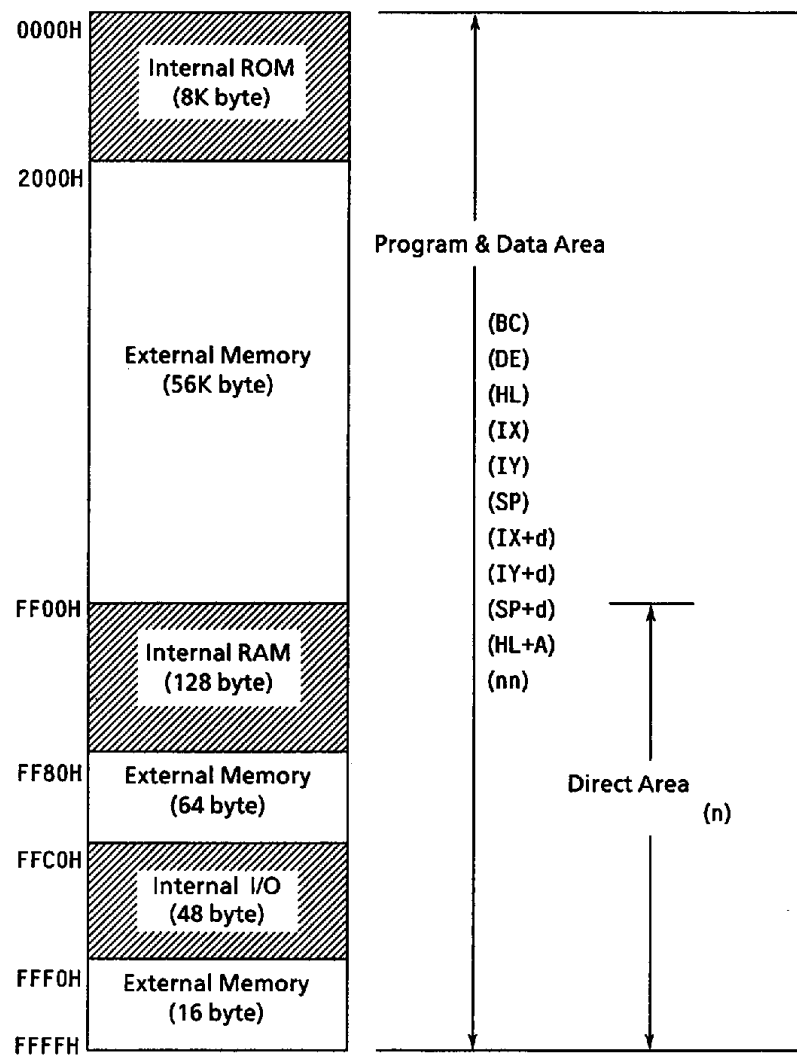 0000H
Internal ROM
(8K byte)
2000H
Program & Data Area
External Memory
(56K byte)
(BC)
(DE)
(HL)
(IX)
(IY)
(SP)
(IX+d)
(IY+d)
(SP+d)
(HL+A)
(nn)
FF00H
Internal RAM
(128 byte)
FF80H
External Memory
(64 byte)
Direct Area
(n)
FFC0H
Internal I/O
(48 byte)
FFF0H
External Memory
(16 byte)
FFFFH